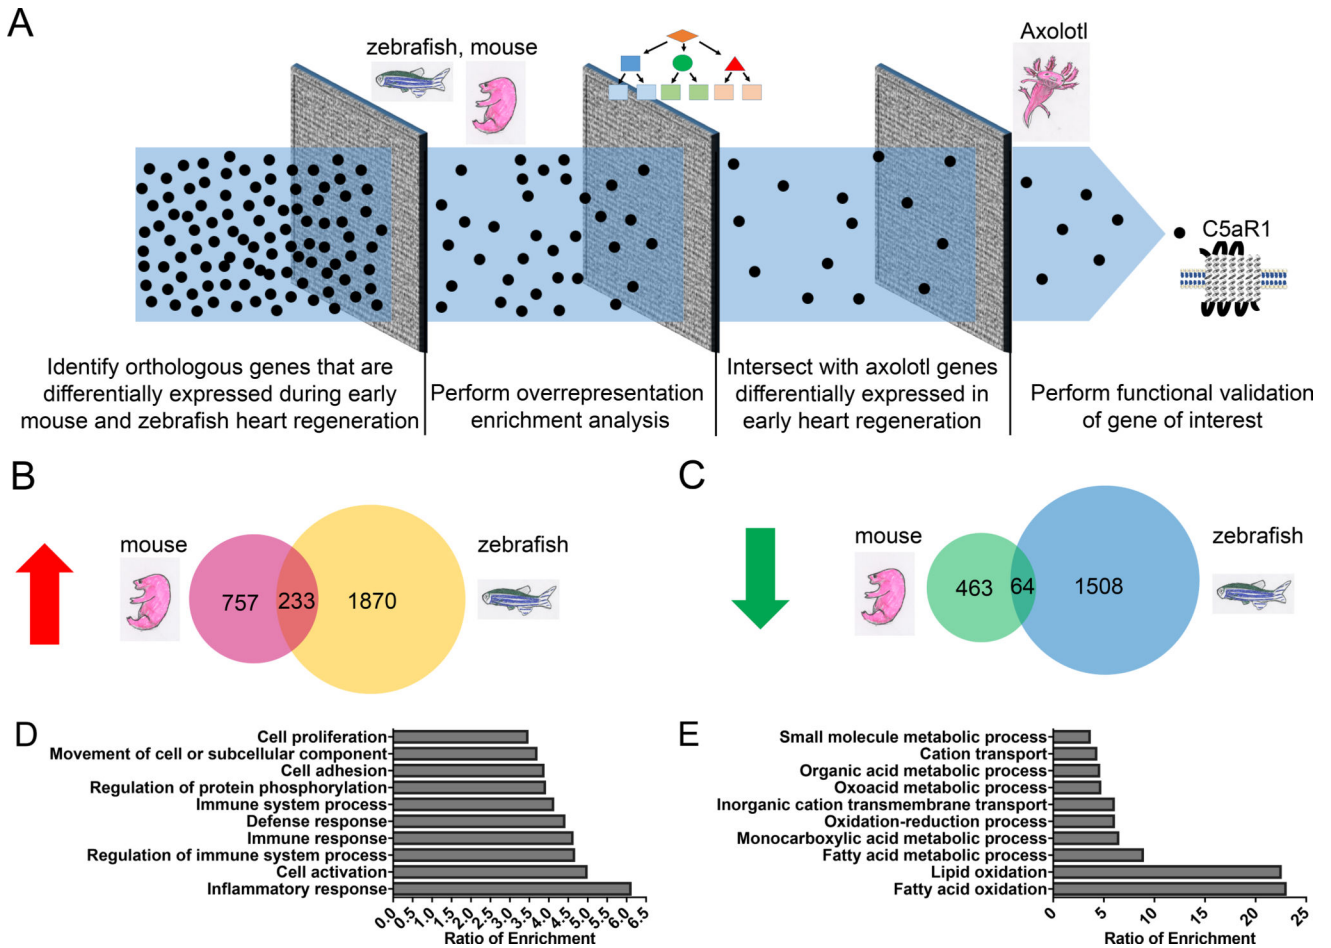 A
zebrafish, mouse
Axolotl
C5aR1
Identify orthologous genes that are
differentially expressed during early
mouse and zebrafish heart regeneration
Perform overrepresentation
enrichment analysis
Intersect with axolotl genes
differentially expressed in
early heart regeneration
Perform functional validation
of gene of interest
B
mouse
zebrafish
757
233
1870
C
mouse
zebrafish
463
64
1508
D
Cell proliferation
Movement of cell or subcellular component
Cell adhesion
Regulation of protein phosphorylation
Immune system process
Defense response
Immune response
Regulation of immune system process
Cell activation
Inflammatory response
0.0 0.5 1.0 1.5 2.0 2.5 3.0 3.5 4.0 4.5 5.0 5.5 6.0 6.5
Ratio of Enrichment
E
Small molecule metabolic process
Cation transport
Organic acid metabolic process
Oxoacid metabolic process
Inorganic cation transmembrane transport
Oxidation-reduction process
Monocarboxylic acid metabolic process
Fatty acid metabolic process
Lipid oxidation
Fatty acid oxidation
0 5 10 15 20 25
Ratio of Enrichment